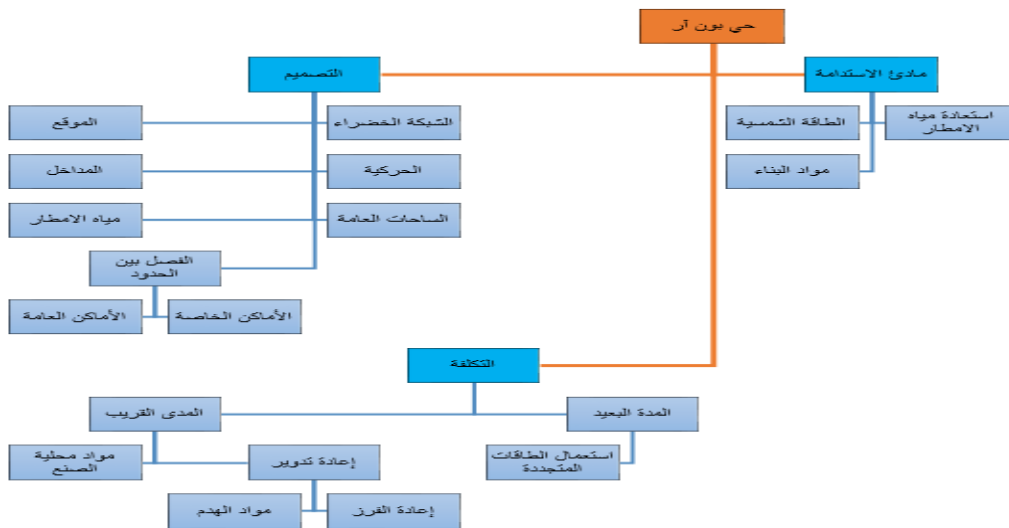 حي بون آر
مادئ الاستدامة
التصميم
استعادة مياه
الامطار
الطاقة الشمسية
مواد البناء
الشبكة الخضراء
الموقع
الحركية
المداخل
الساحات العامة
مياه الامطار
الفصل بين
الحدود
الأماكن الخاصة
الأماكن العامة
التكلفة
المدة البعيد
المدى القريب
استعمال الطاقات
المتجددة
إعادة تدوير
مواد محلية
الصنع
إعادة الفرز
مواد الهدم